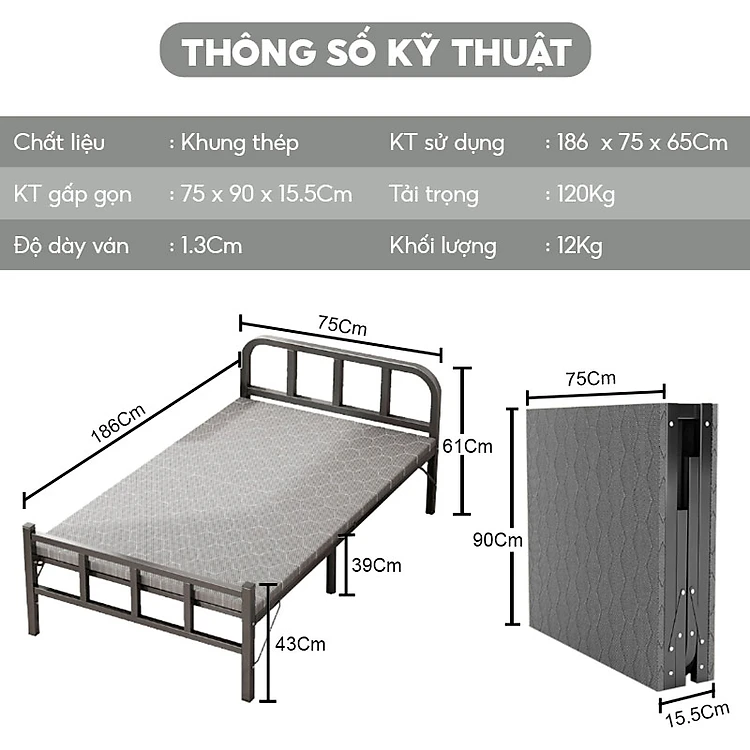 THÔNG SỐ KỸ THUẬT
Chất liệu : Khung thép KT sử dụng : 186 x 75 x 65Cm
KT gấp gọn : 75 x 90 x 15.5Cm Tải trọng : 120Kg
Độ dày ván : 1.3Cm Khối lượng : 12Kg
75Cm
186Cm
61Cm
39Cm
43Cm
75Cm
90Cm
15.5Cm